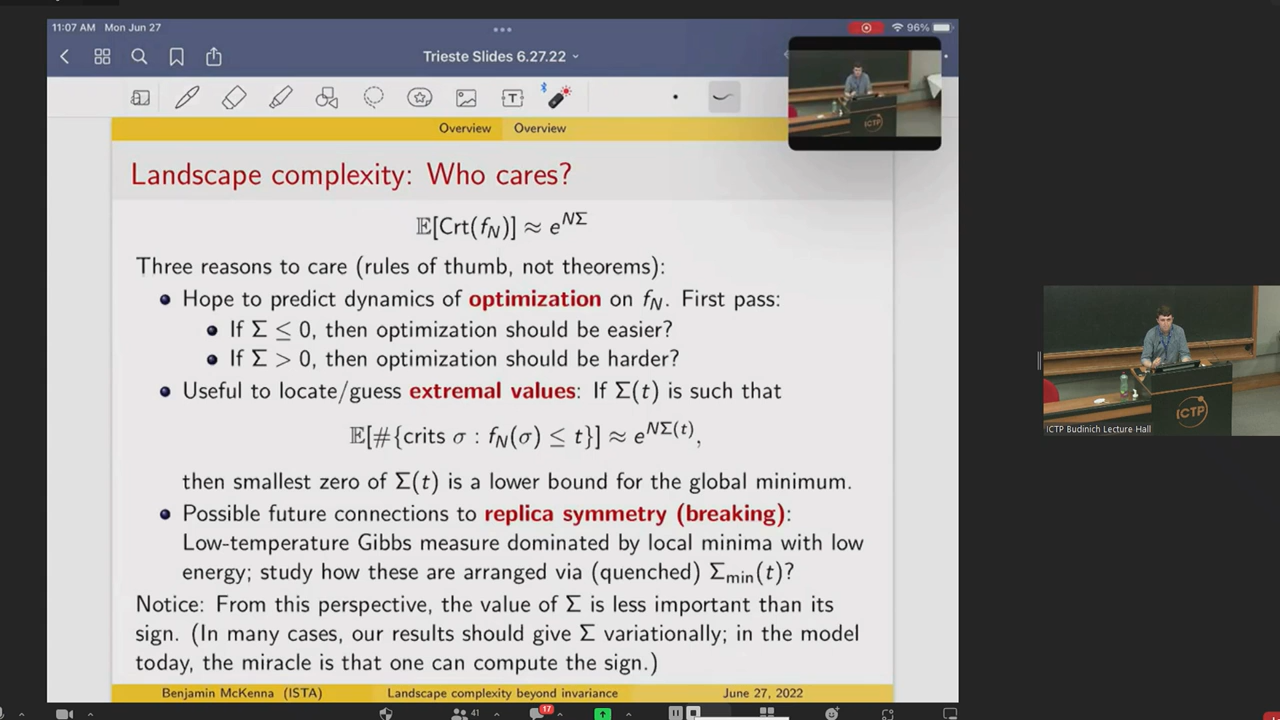 11:07 AM Mon Jun 27
96%
Trieste Slides 6.27.22
Overview Overview
Landscape complexity: Who cares?
𝔼[Crt(f_N)] ≈ e^{NΣ}
Three reasons to care (rules of thumb, not theorems):
Hope to predict dynamics of optimization on f_N. First pass:
If Σ ≤ 0, then optimization should be easier?
If Σ > 0, then optimization should be harder?
Useful to locate/guess extremal values: If Σ(t) is such that
𝔼[#{crits σ : f_N(σ) ≤ t}] ≈ e^{NΣ(t)},
then smallest zero of Σ(t) is a lower bound for the global minimum.
Possible future connections to replica symmetry (breaking):
Low-temperature Gibbs measure dominated by local minima with low
energy; study how these are arranged via (quenched) Σ_min(t)?
Notice: From this perspective, the value of Σ is less important than its
sign. (In many cases, our results should give Σ variationally; in the model
today, the miracle is that one can compute the sign.)
Benjamin McKenna (ISTA) Landscape complexity beyond invariance June 27, 2022
ICTP
ICTP
ICTP Budinich Lecture Hall
41
17